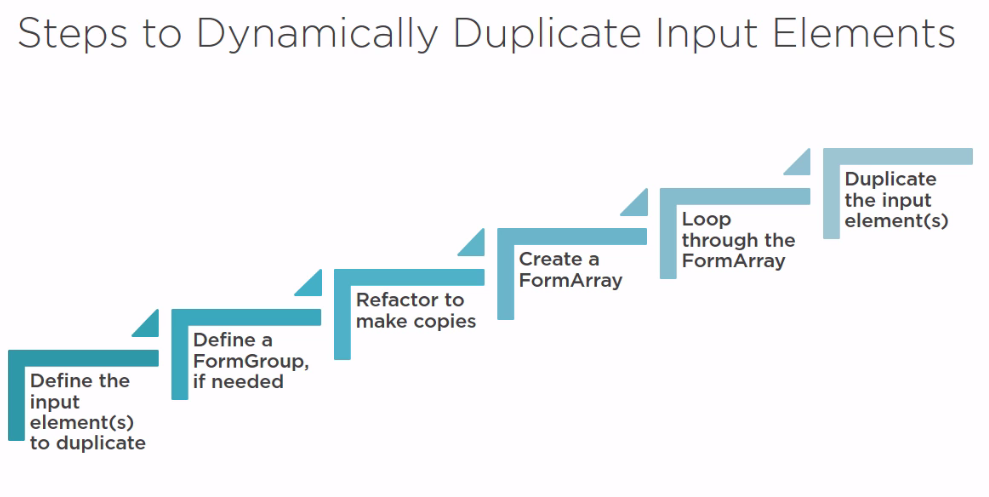 Steps to Dynamically Duplicate Input Elements
Define the
input
element(s)
to duplicate
Define a
FormGroup,
if needed
Refactor to
make copies
Create a
FormArray
Loop
through the
FormArray
Duplicate
the input
element(s)